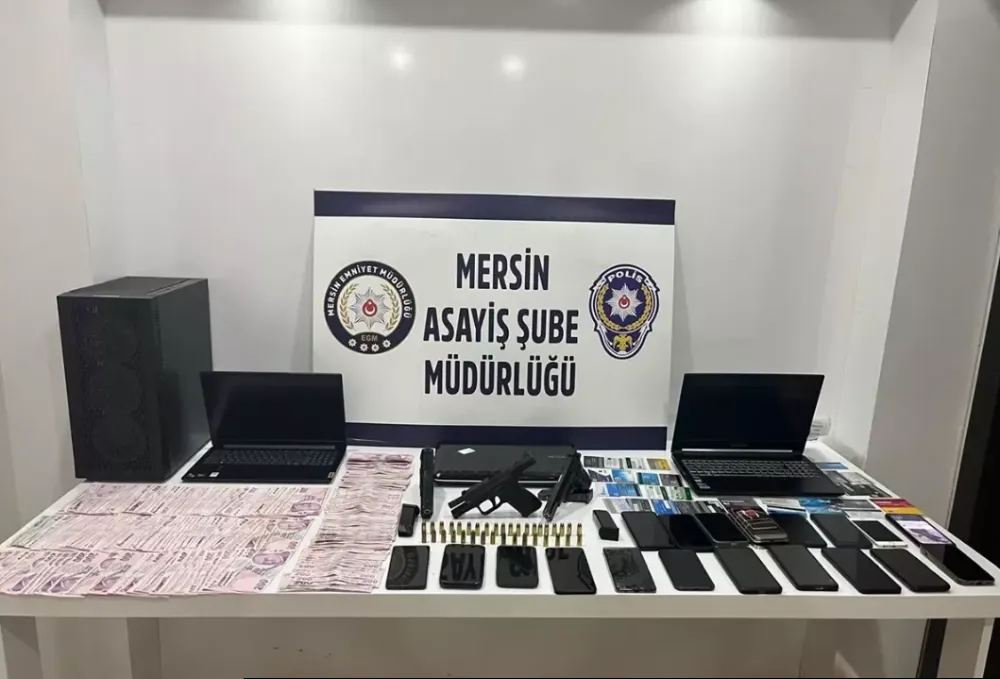 MERSİN
ASAYİŞ ŞUBE
MÜDÜRLÜĞÜ
MERSİN EMNİYET MÜDÜRLÜĞÜ
EGM
POLİS